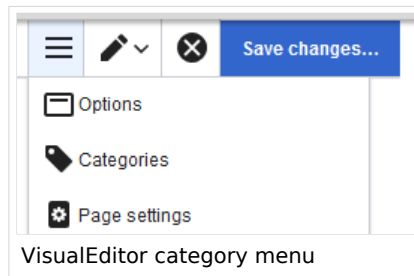 Save changes...
Options
Categories
Page settings
VisualEditor category menu